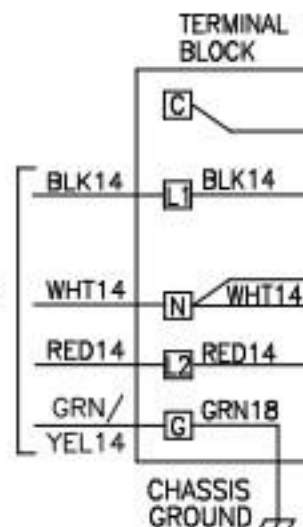 TERMINAL
BLOCK
C
BLK14 L1 BLK14
WHT14 N WHT14
RED14 L2 RED14
GRN/ G GRN18
YEL14
CHASSIS
GROUND